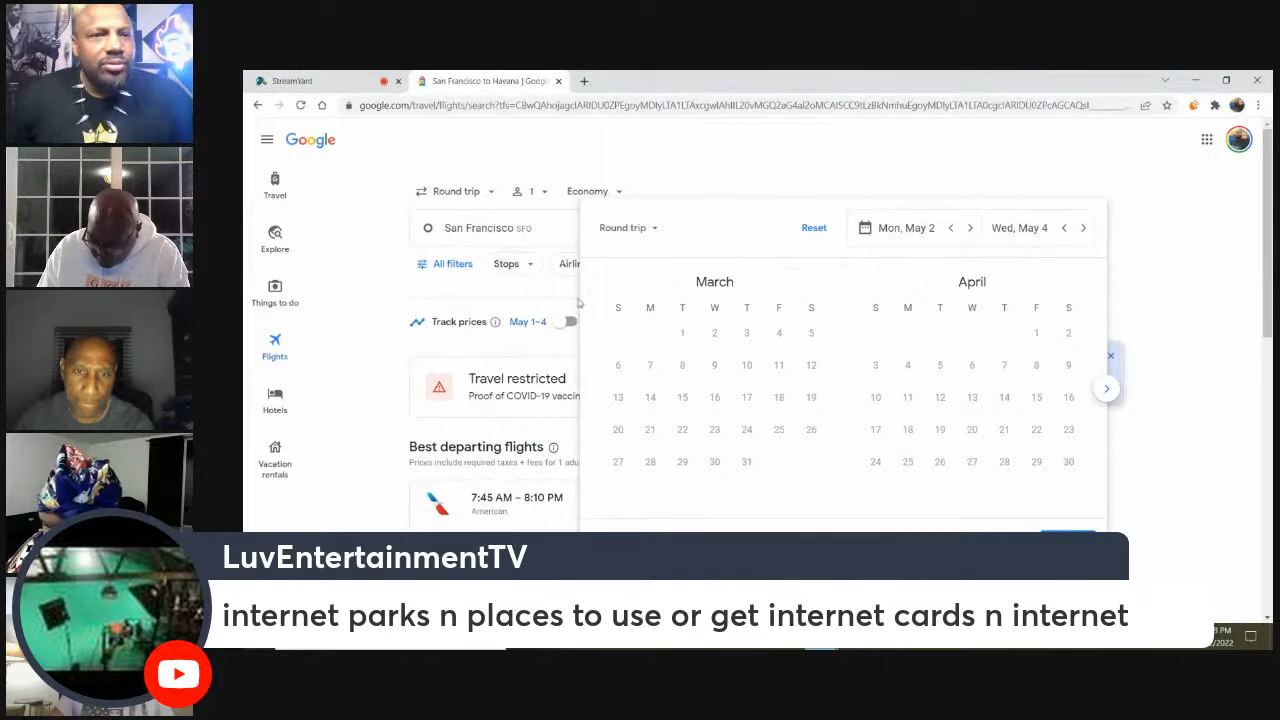 StreamYard
San Francisco to Havana | Googl
Google
Travel
Explore
Things to do
Flights
Hotels
Vacation
rentals
Round trip
1
Economy
San Francisco SFO
All filters
Stops
Airlin
Track prices
May 1–4
Travel restricted
Proof of COVID-19 vaccin
Best departing flights
Prices include required taxes + fees for 1 adu
7:45 AM – 8:10 PM
American
Round trip
Reset
Mon, May 2
Wed, May 4
March
April
S M T W T F S
S M T W T F S
1 2 3 4 5
1 2
6 7 8 9 10 11 12
3 4 5 6 7 8 9
13 14 15 16 17 18 19
10 11 12 13 14 15 16
20 21 22 23 24 25 26
17 18 19 20 21 22 23
27 28 29 30 31
24 25 26 27 28 29 30
LuvEntertainmentTV
internet parks n places to use or get internet cards n internet
9 PM
/2022